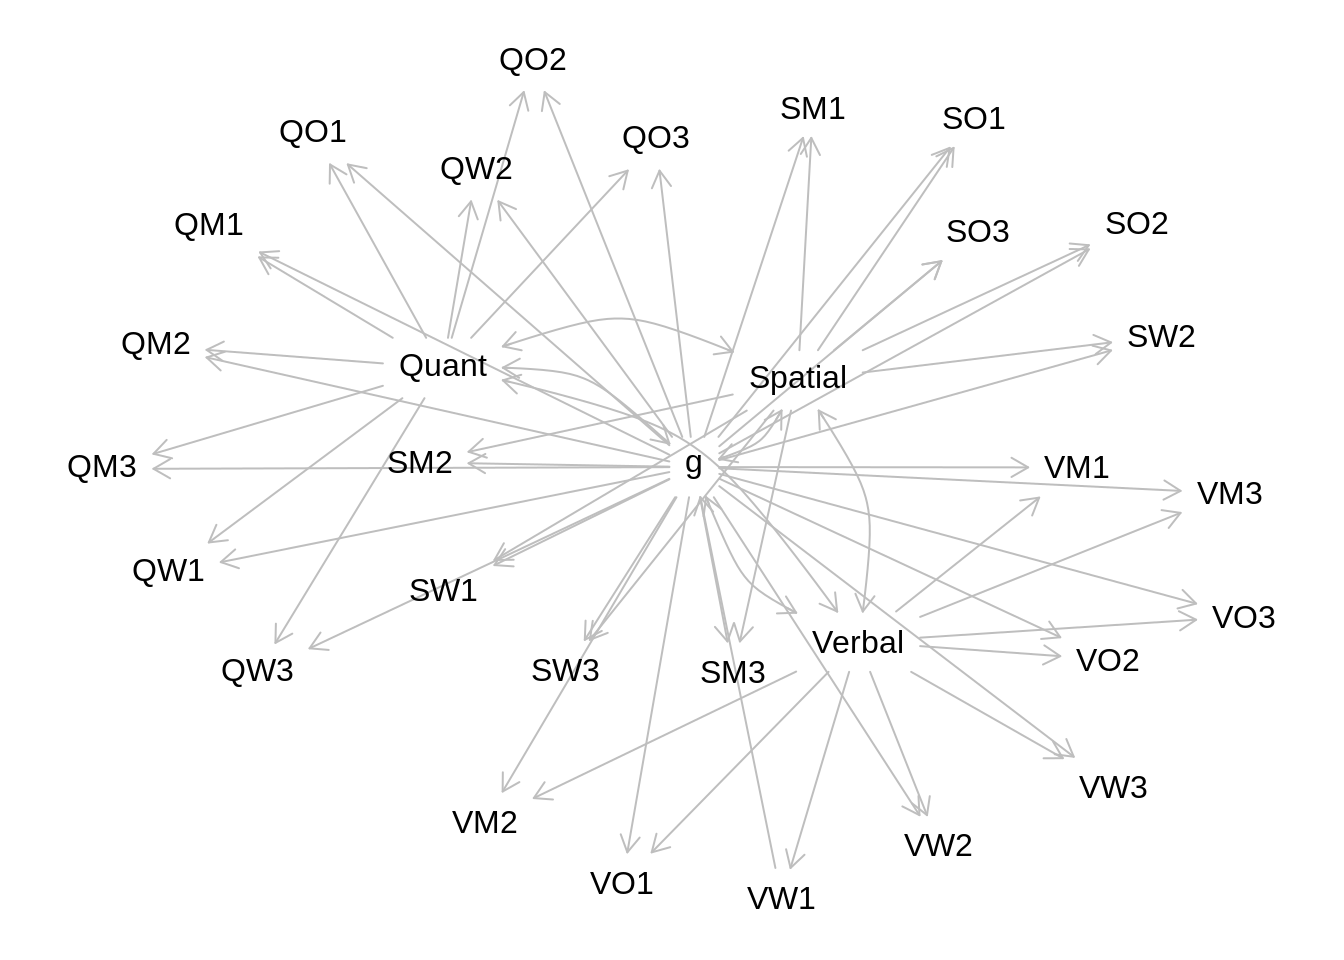 QO2
SM1
SO1
QO1
QO3
QW2
SO2
QM1
SO3
SW2
QM2
Quant
Spatial
g
SM2
QM3
VM1
VM3
QW1
SW1
VO3
Verbal
VO2
QW3
SW3
SM3
VW3
VM2
VW2
VO1
VW1